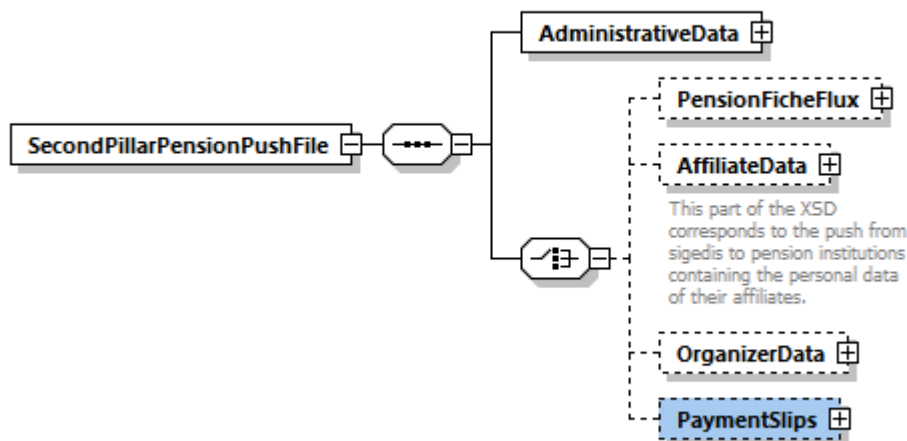 AdministrativeData
PensionFicheFlux
SecondPillarPensionPushFile
AffiliateData
This part of the XSD
corresponds to the push from
sigedis to pension institutions
containing the personal data
of their affiliates.
OrganizerData
PaymentSlips